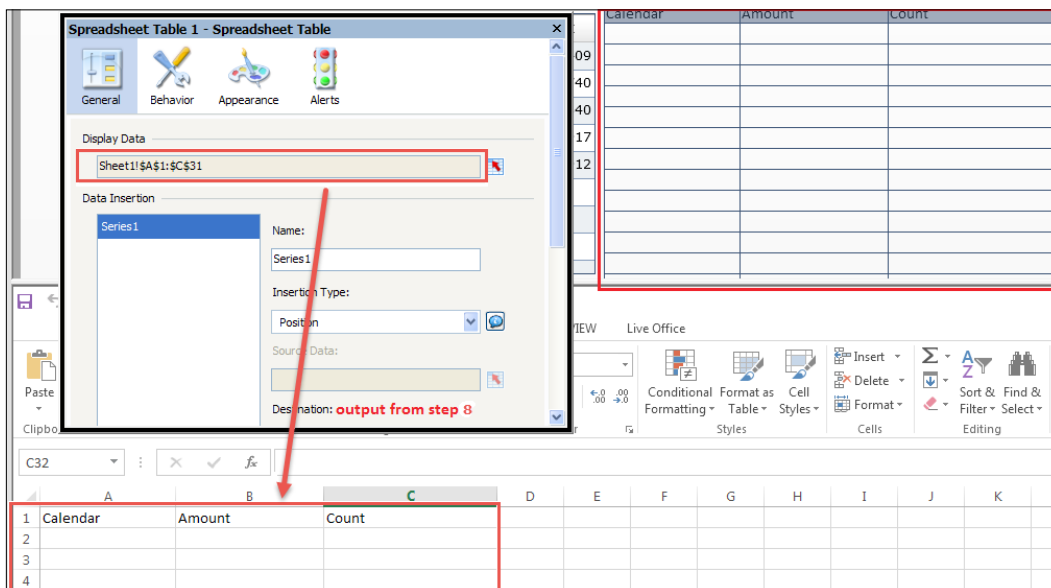 Spreadsheet Table 1 - Spreadsheet Table
General Behavior Appearance Alerts
Display Data
Sheet1!$A$1:$C$31
Data Insertion
Series1
Name:
Series1
Insertion Type:
Position
Source Data:
Destination: output from step 8
Calendar Amount Count
09
40
40
17
12
IEW Live Office
Paste
Clipbo
Conditional Formatting
Format as Table
Cell Styles
Styles
Insert
Delete
Format
Cells
Sort & Filter
Find & Select
Editing
C32 fx
A B C D E F G H I J K
1 Calendar Amount Count
2
3
4